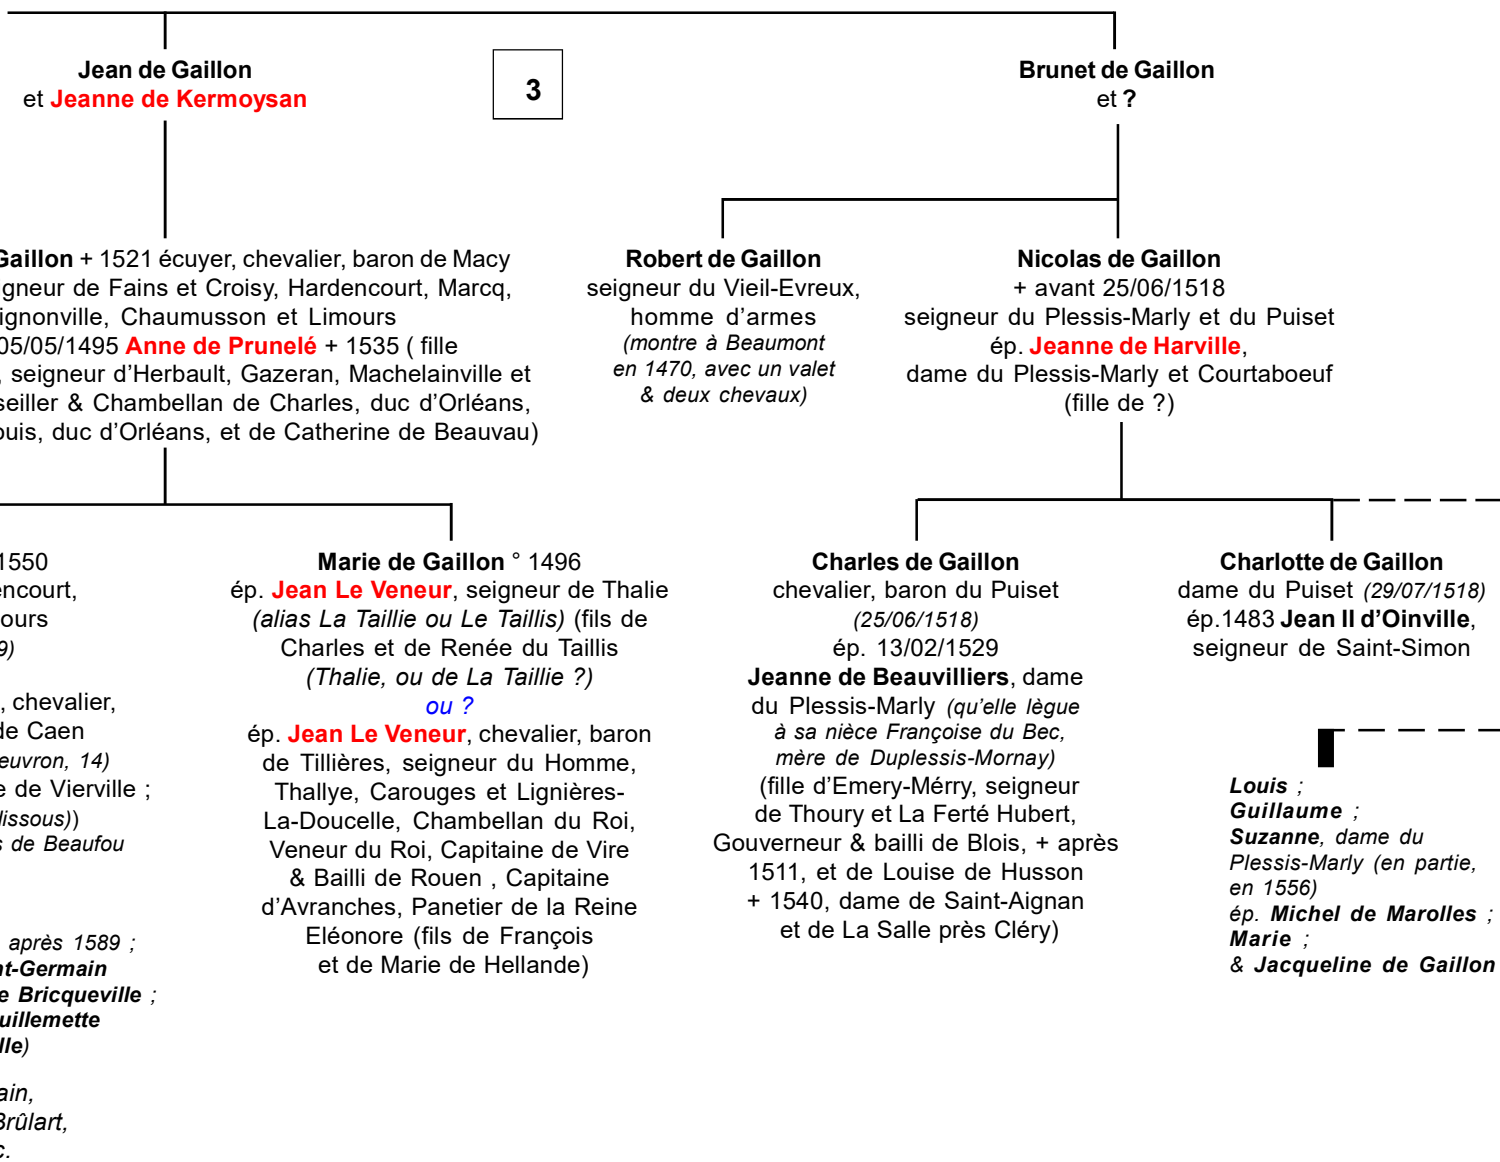 Jean de Gaillon
et Jeanne de Kermoysan
3
Brunet de Gaillon
et ?
Gaillon + 1521 écuyer, chevalier, baron de Macy
gneur de Fains et Croisy, Hardencourt, Marcq,
ignonville, Chaumusson et Limours
05/05/1495 Anne de Prunelé + 1535 ( fille
, seigneur d'Herbault, Gazeran, Machelainville et
seiller & Chambellan de Charles, duc d'Orléans,
ouis, duc d'Orléans, et de Catherine de Beauvau)
Robert de Gaillon
seigneur du Vieil-Evreux,
homme d'armes
(montre à Beaumont
en 1470, avec un valet
& deux chevaux)
Nicolas de Gaillon
+ avant 25/06/1518
seigneur du Plessis-Marly et du Puiset
ép. Jeanne de Harville,
dame du Plessis-Marly et Courtaboeuf
(fille de ?)
1550
encourt,
ours
9)
, chevalier,
de Caen
euvron, 14)
e de Vierville ;
lissous))
s de Beaufou
après 1589 ;
nt-Germain
e Bricqueville ;
uillemette
lle)
ain,
Brûlart,
c.
Marie de Gaillon ° 1496
ép. Jean Le Veneur, seigneur de Thalie
(alias La Taillie ou Le Taillis) (fils de
Charles et de Renée du Taillis
(Thalie, ou de La Taillie ?)
ou ?
ép. Jean Le Veneur, chevalier, baron
de Tillières, seigneur du Homme,
Thallye, Carouges et Lignières-
La-Doucelle, Chambellan du Roi,
Veneur du Roi, Capitaine de Vire
& Bailli de Rouen , Capitaine
d'Avranches, Panetier de la Reine
Eléonore (fils de François
et de Marie de Hellande)
Charles de Gaillon
chevalier, baron du Puiset
(25/06/1518)
ép. 13/02/1529
Jeanne de Beauvilliers, dame
du Plessis-Marly (qu'elle lègue
à sa nièce Françoise du Bec,
mère de Duplessis-Mornay)
(fille d'Emery-Mérry, seigneur
de Thoury et La Ferté Hubert,
Gouverneur & bailli de Blois, + après
1511, et de Louise de Husson
+ 1540, dame de Saint-Aignan
et de La Salle près Cléry)
Charlotte de Gaillon
dame du Puiset (29/07/1518)
ép.1483 Jean II d'Oinville,
seigneur de Saint-Simon
Louis ;
Guillaume ;
Suzanne, dame du
Plessis-Marly (en partie,
en 1556)
ép. Michel de Marolles ;
Marie ;
& Jacqueline de Gaillon